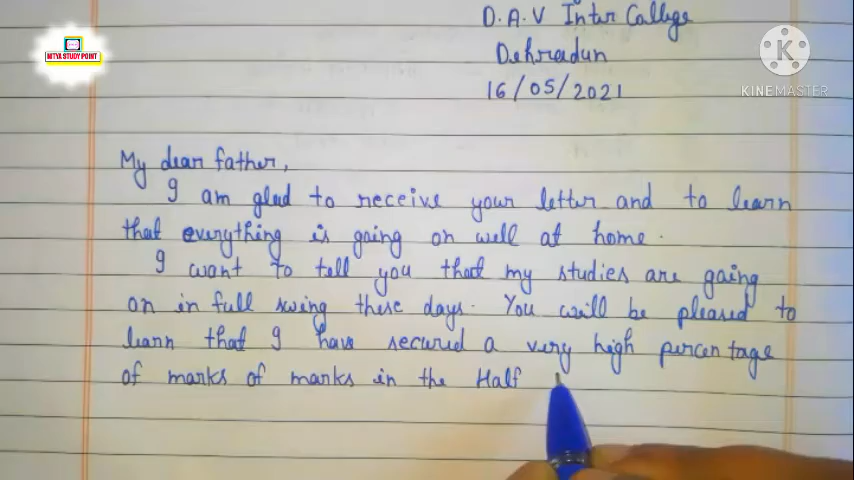 D.A.V Inter College
Dehradun
16/05/2021
NITYA STUDY POINT
KINEMASTER
My dear father,
I am glad to receive your letter and to learn
that everything is going on well at home.
I want to tell you that my studies are going
on in full swing these days. You will be pleased to
learn that I have secured a very high percentage
of marks of marks in the Half